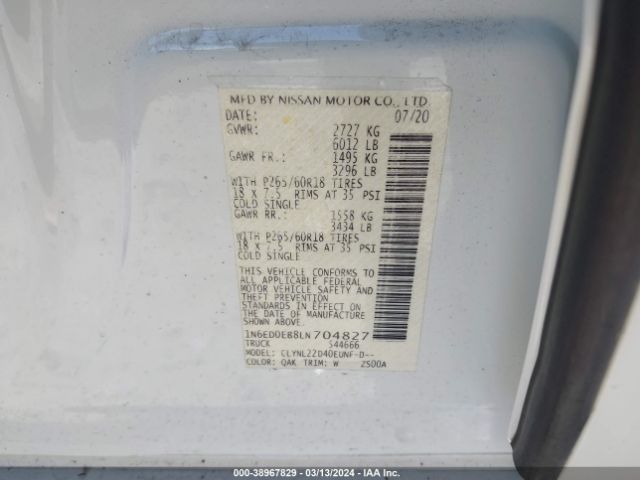 MFD BY NISSAN MOTOR CO., LTD.
DATE: 07/20
GVWR: 2727 KG
6012 LB
GAWR FR.: 1495 KG
3296 LB
WITH P265/60R18 TIRES
18 X 7.5 RIMS AT 35 PSI
COLD SINGLE
GAWR RR.: 1558 KG
3434 LB
WITH P265/60R18 TIRES
18 X 7.5 RIMS AT 35 PSI
COLD SINGLE
THIS VEHICLE CONFORMS TO
ALL APPLICABLE FEDERAL
MOTOR VEHICLE SAFETY AND
THEFT PREVENTION
STANDARDS IN EFFECT ON
THE DATE OF MANUFACTURE
SHOWN ABOVE.
1N6ED0EB8LN704827
TRUCK 544666
MODEL: CLYNLZZD40EUNF-D--
COLOR: QAK TRIM: W ZSOOA
000-38967829 - 03/13/2024 - IAA Inc.